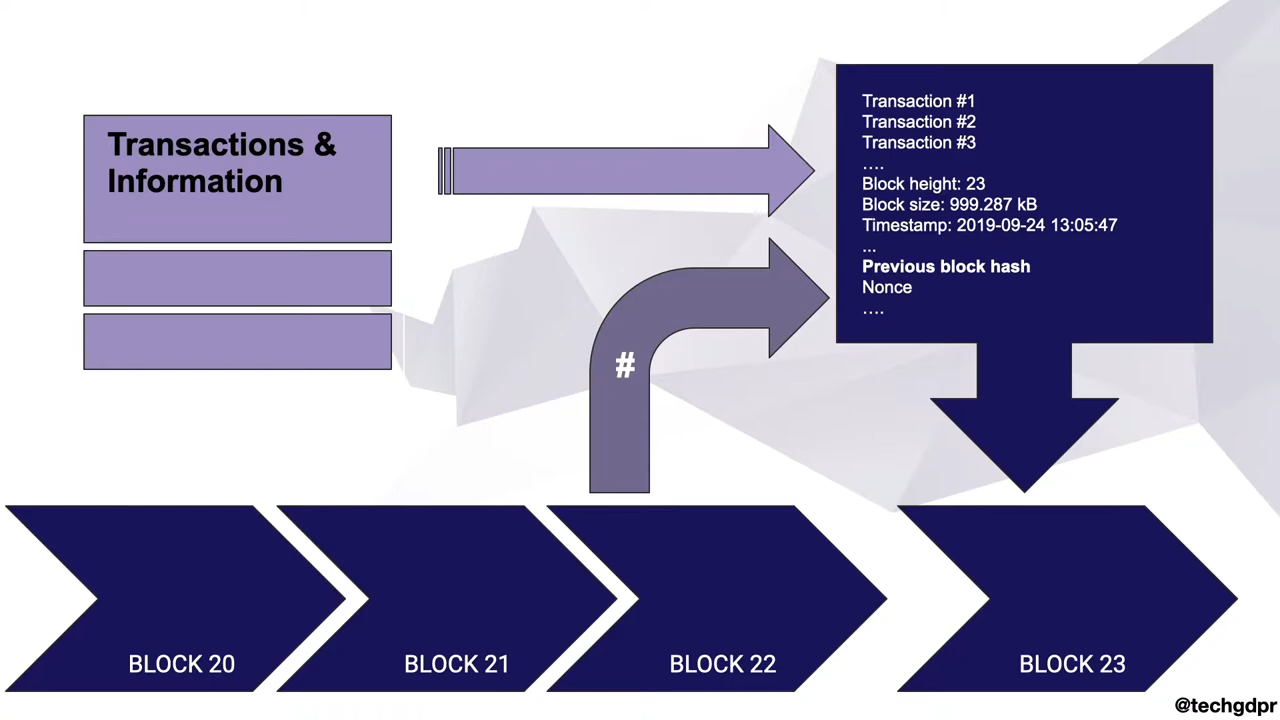 Transactions &
Information
Transaction #1
Transaction #2
Transaction #3
....
Block height: 23
Block size: 999.287 kB
Timestamp: 2019-09-24 13:05:47
...
Previous block hash
Nonce
....
#
BLOCK 20
BLOCK 21
BLOCK 22
BLOCK 23
@techgdpr